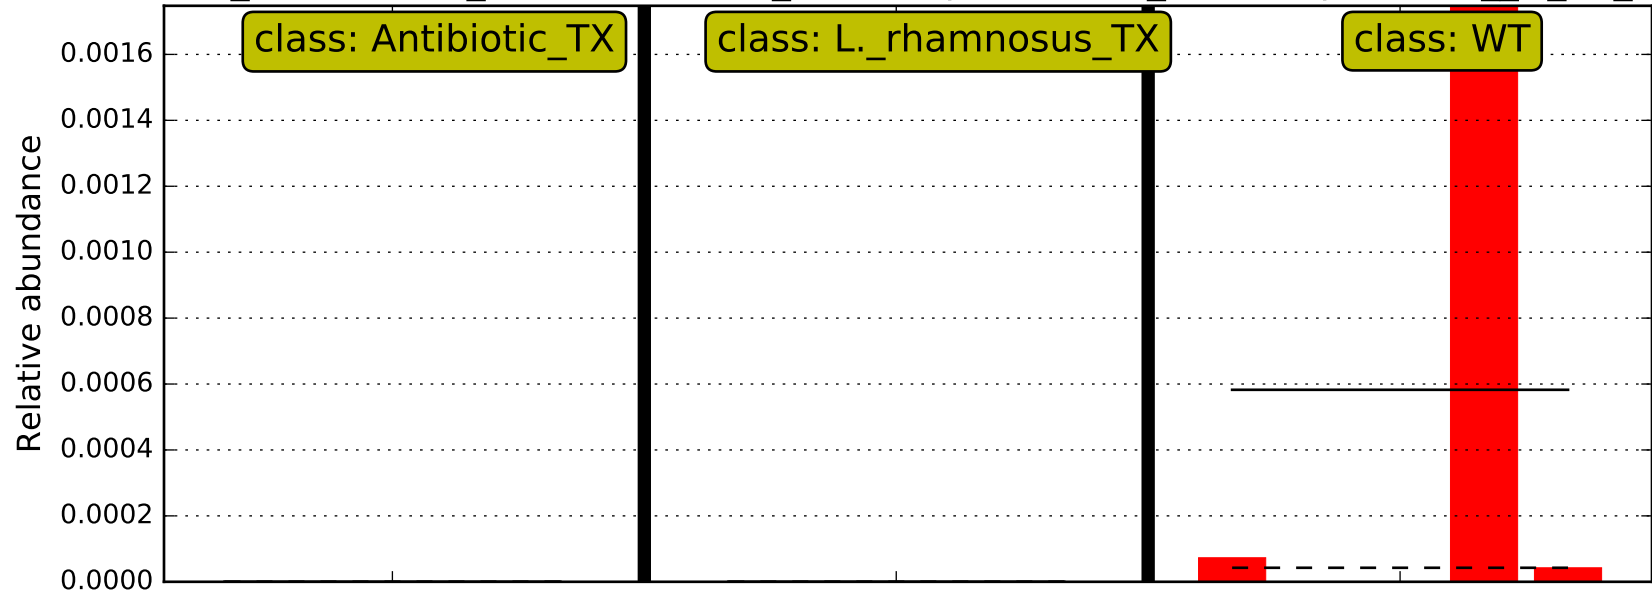 class: Antibiotic_TX
class: L._rhamnosus_TX
class: WT
Relative abundance
0.0016
0.0014
0.0012
0.0010
0.0008
0.0006
0.0004
0.0002
0.0000